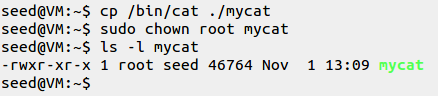 seed@VM:~$ cp /bin/cat ./mycat
seed@VM:~$ sudo chown root mycat
seed@VM:~$ ls -l mycat
-rwxr-xr-x 1 root seed 46764 Nov  1 13:09 mycat
seed@VM:~$